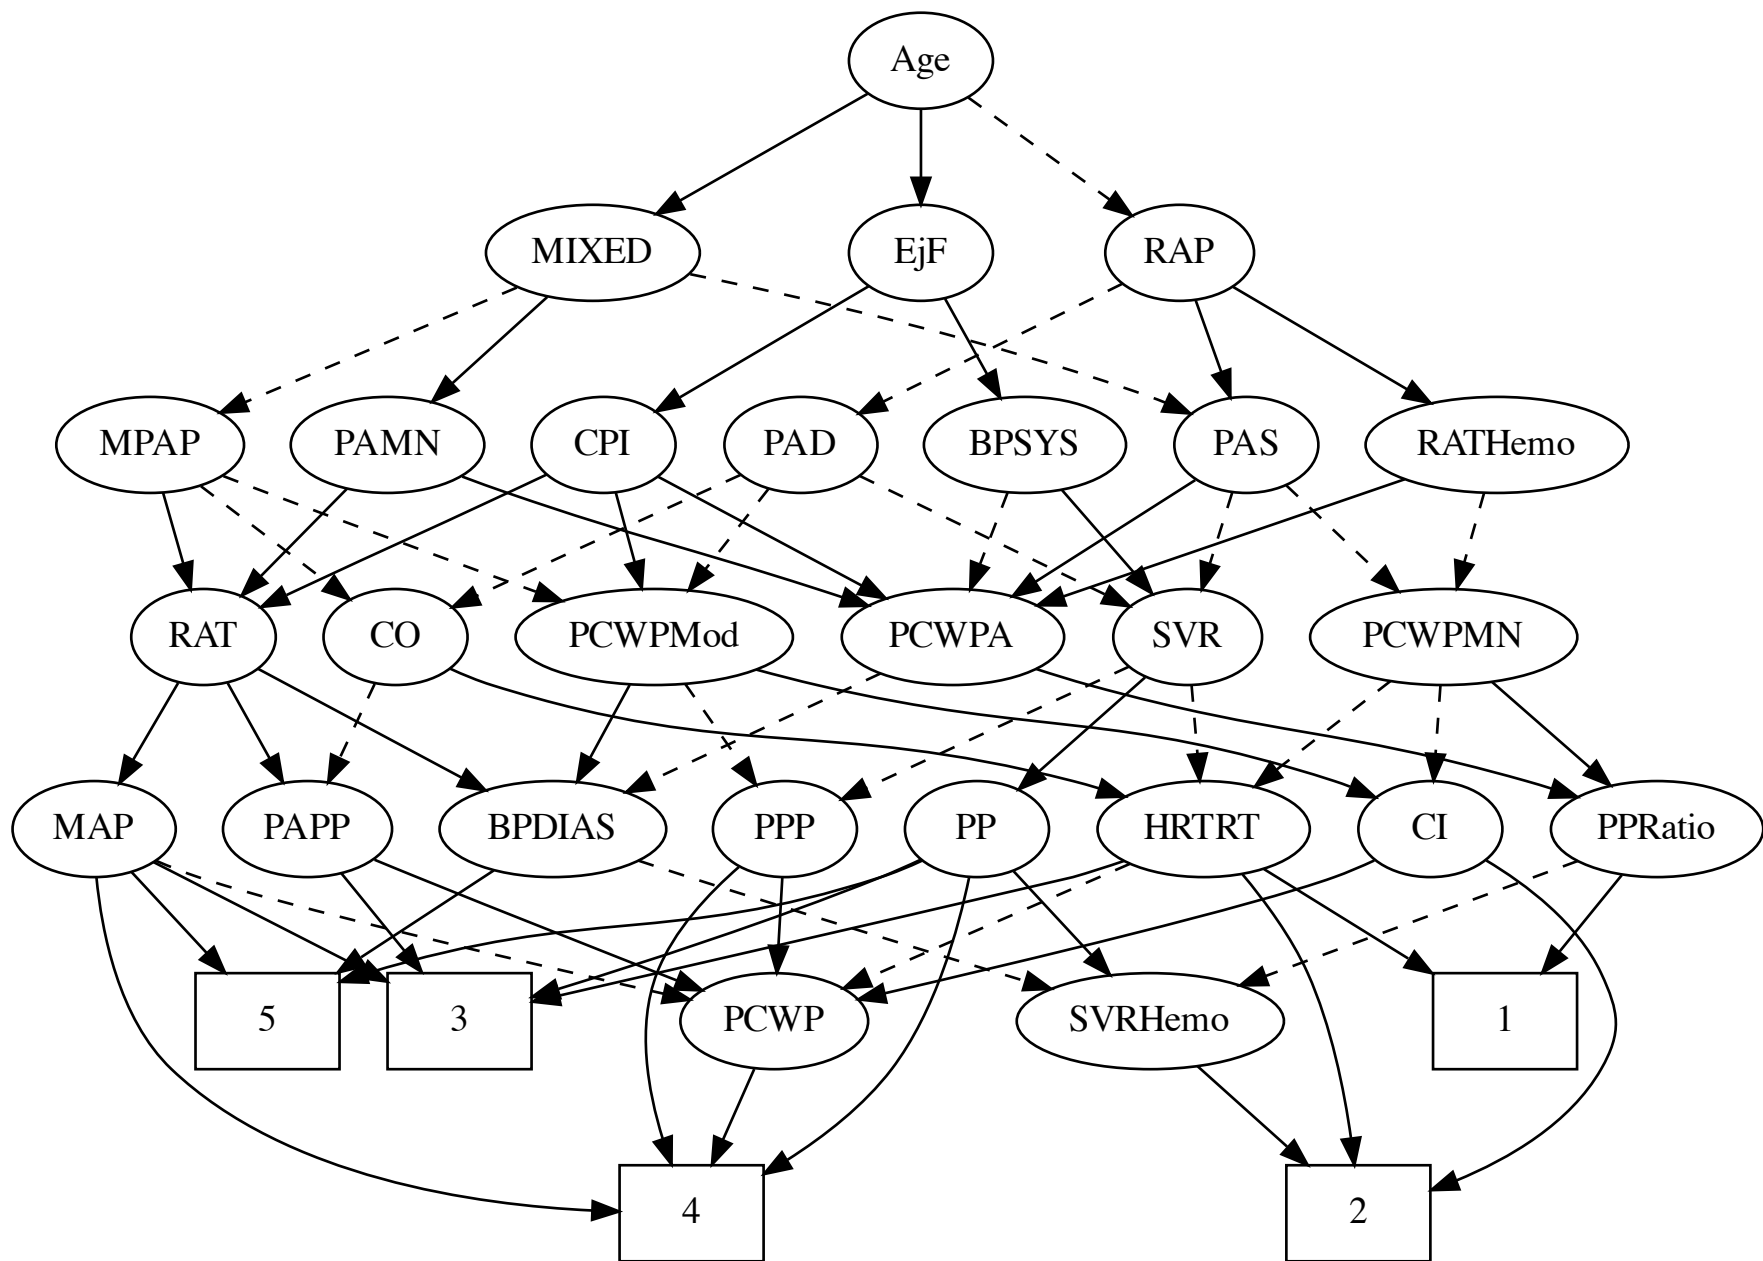 Age
MIXED
EjF
RAP
MPAP
PAMN
CPI
PAD
BPSYS
PAS
RATHemo
RAT
CO
PCWPMod
PCWPA
SVR
PCWPMN
MAP
PAPP
BPDIAS
PPP
PP
HRTRT
CI
PPRatio
5
3
PCWP
SVRHemo
1
4
2